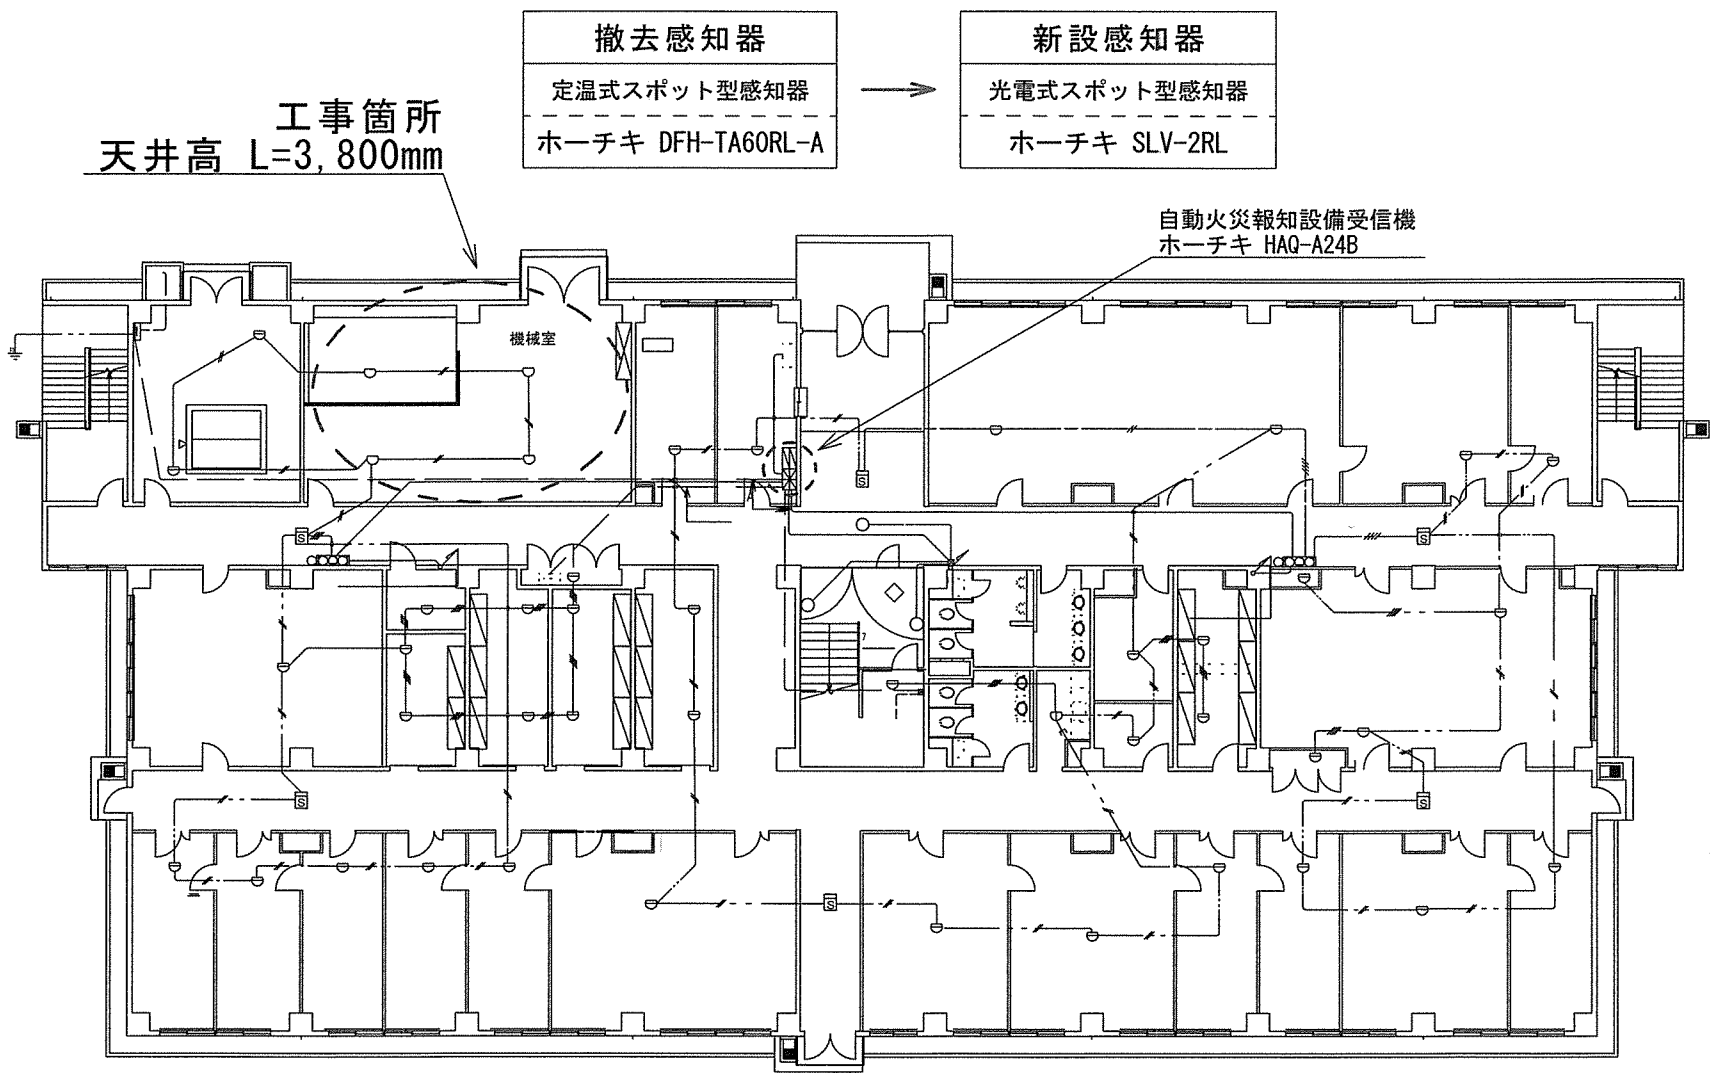 撤去感知器
定温式スポット型感知器
ホーチキ DFH-TA60RL-A
新設感知器
光電式スポット型感知器
ホーチキ SLV-2RL
工事箇所
天井高 L=3,800mm
自動火災報知設備受信機
ホーチキ HAQ-A24B
機械室
S
S
S
S
S
S